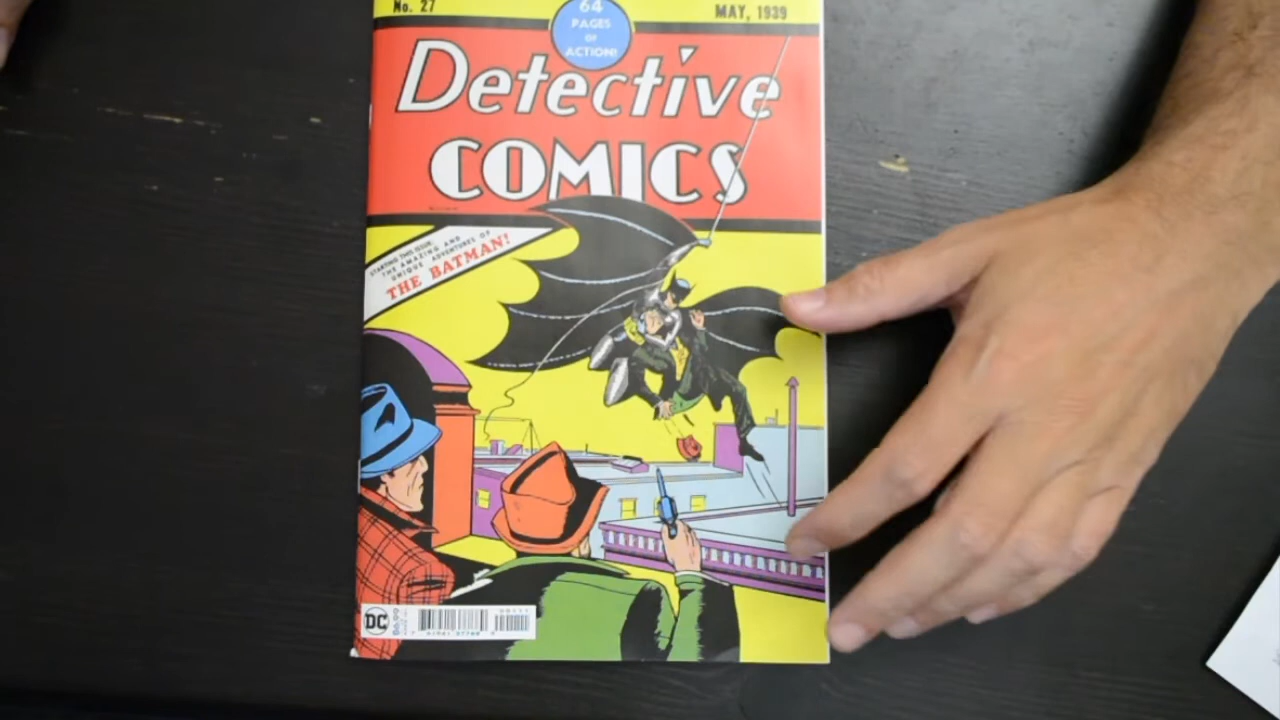 No. 27
MAY, 1939
64
PAGES
OF
ACTION!
Detective
COMICS
STARTING THIS ISSUE:
THE AMAZING AND
UNIQUE ADVENTURES OF
THE BATMAN!
DC
00111